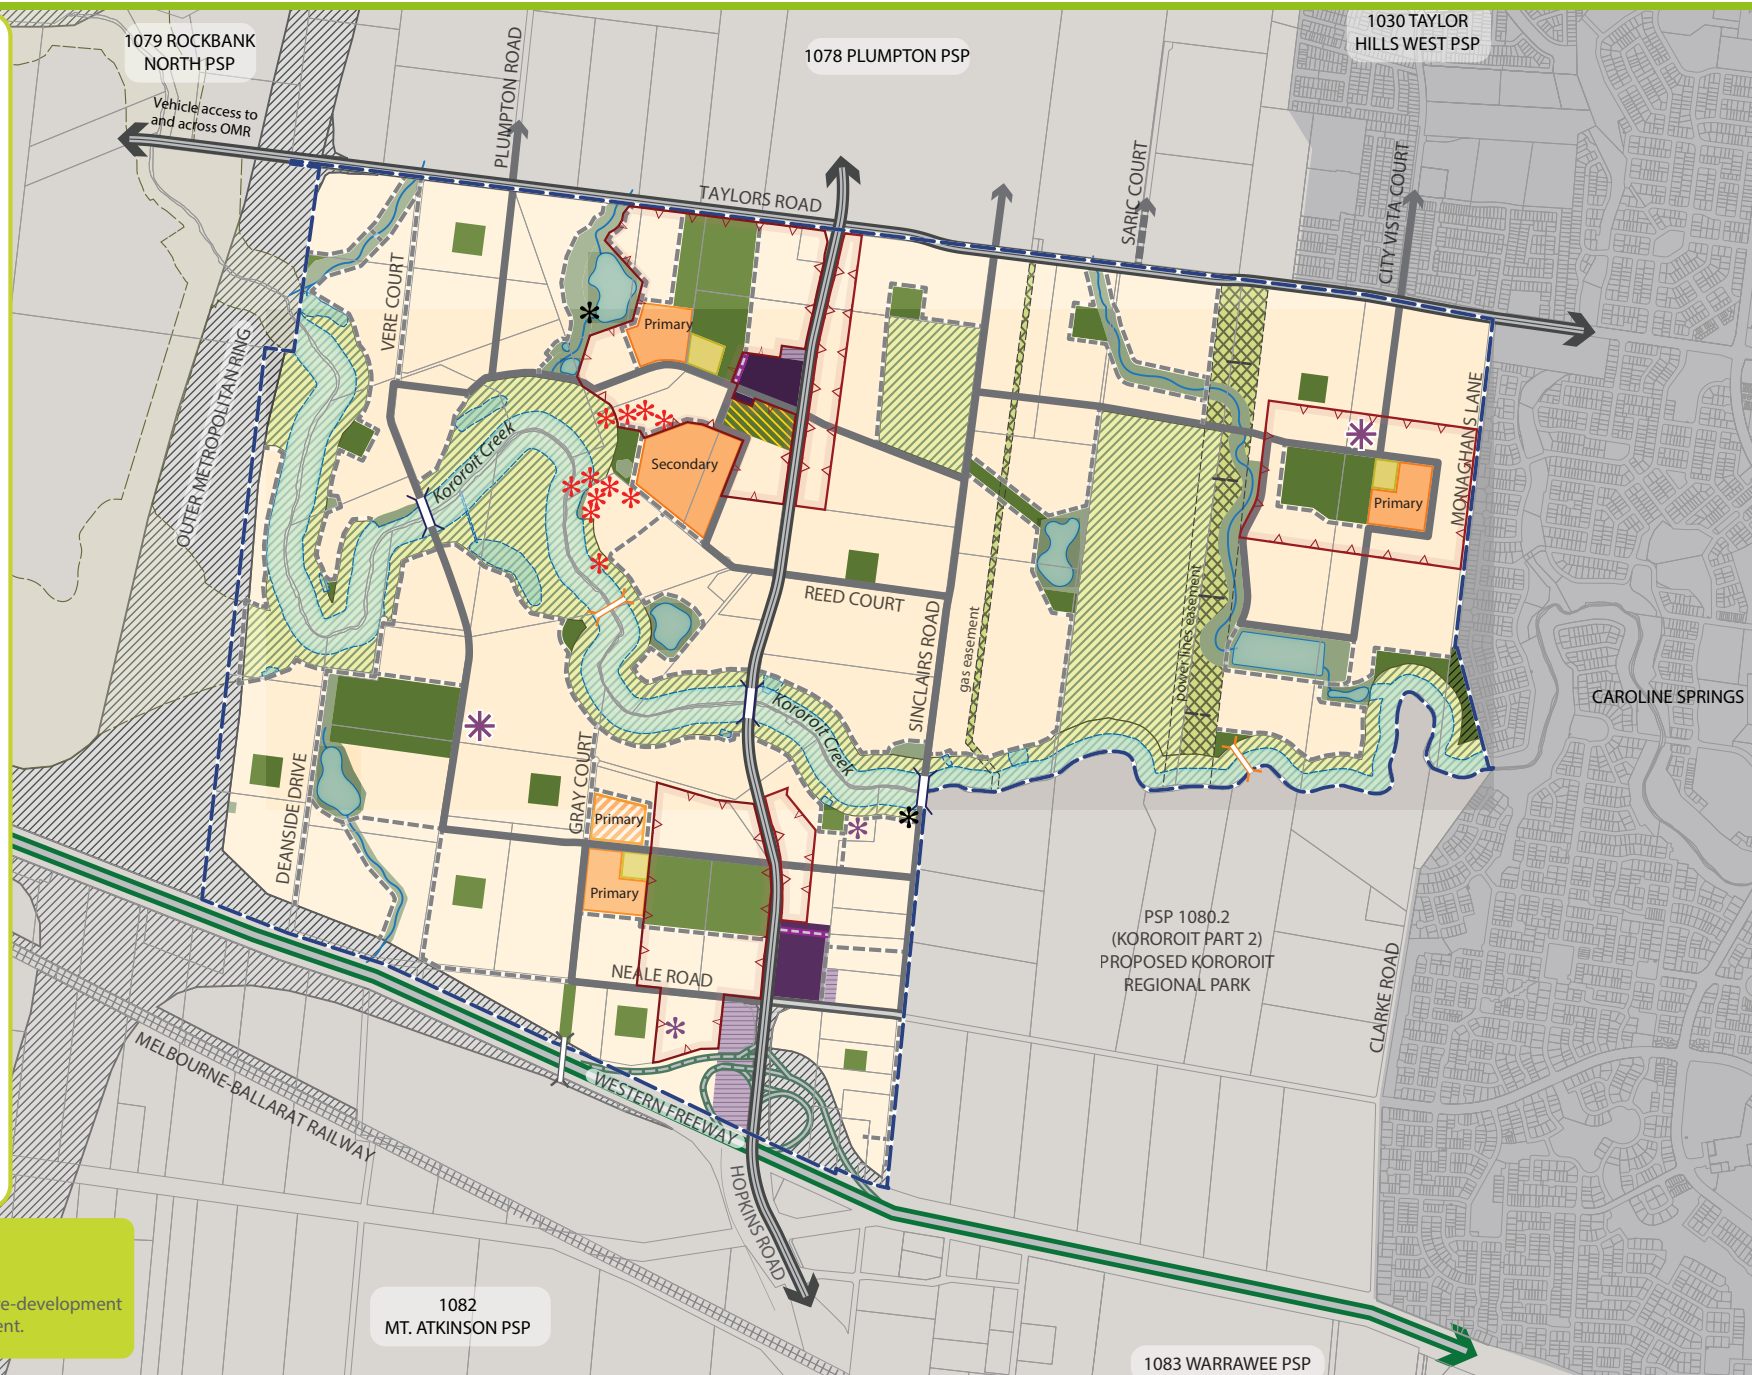 1079 ROCKBANK
NORTH PSP
1078 PLUMPTON PSP
1030 TAYLOR
HILLS WEST PSP
Vehicle access to
and across OMR
PLUMPTON ROAD
TAYLORS ROAD
SARIC COURT
CITY VISTA COURT
VERE COURT
OUTER METROPOLITAN RING
Primary
Kororoit Creek
Secondary
MONAGHANS LANE
Primary
REED COURT
SINCLAIRS ROAD
gas easement
power lines easement
Kororoit Creek
CAROLINE SPRINGS
DEANSIDE DRIVE
GRAY COURT
Primary
Primary
NEALE ROAD
PSP 1080.2
(KOROROIT PART 2)
PROPOSED KOROROIT
REGIONAL PARK
CLARKE ROAD
MELBOURNE-BALLARAT RAILWAY
WESTERN FREEWAY
HOPKINS ROAD
re-development
ent.
1082
MT. ATKINSON PSP
1083 WARRAWEE PSP